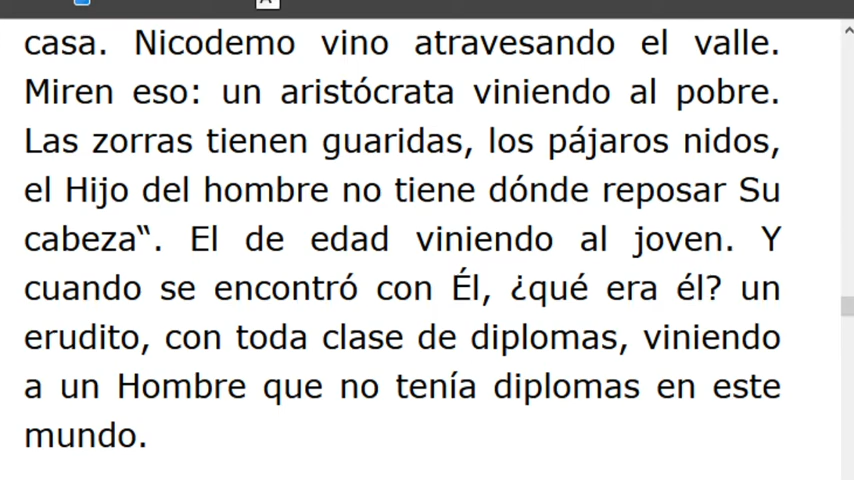 casa. Nicodemo vino atravesando el valle.
Miren eso: un aristócrata viniendo al pobre.
Las zorras tienen guaridas, los pájaros nidos,
el Hijo del hombre no tiene dónde reposar Su
cabeza‟. El de edad viniendo al joven. Y
cuando se encontró con Él, ¿qué era él? un
erudito, con toda clase de diplomas, viniendo
a un Hombre que no tenía diplomas en este
mundo.